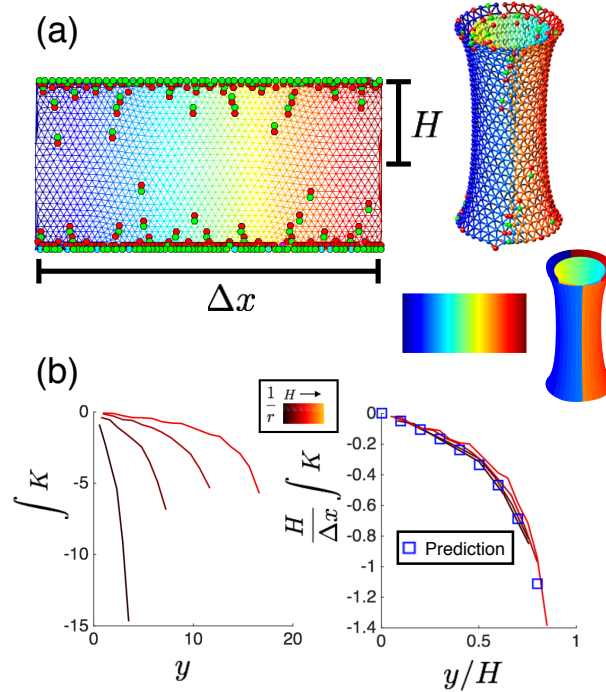 (a)
H
Δx
(b)
1/r H →
∫ K
0
-5
-10
-15
0 10 20
y
H/Δx ∫ K
0
-0.2
-0.4
-0.6
-0.8
-1
-1.2
-1.4
Prediction
0 0.5 1
y/H